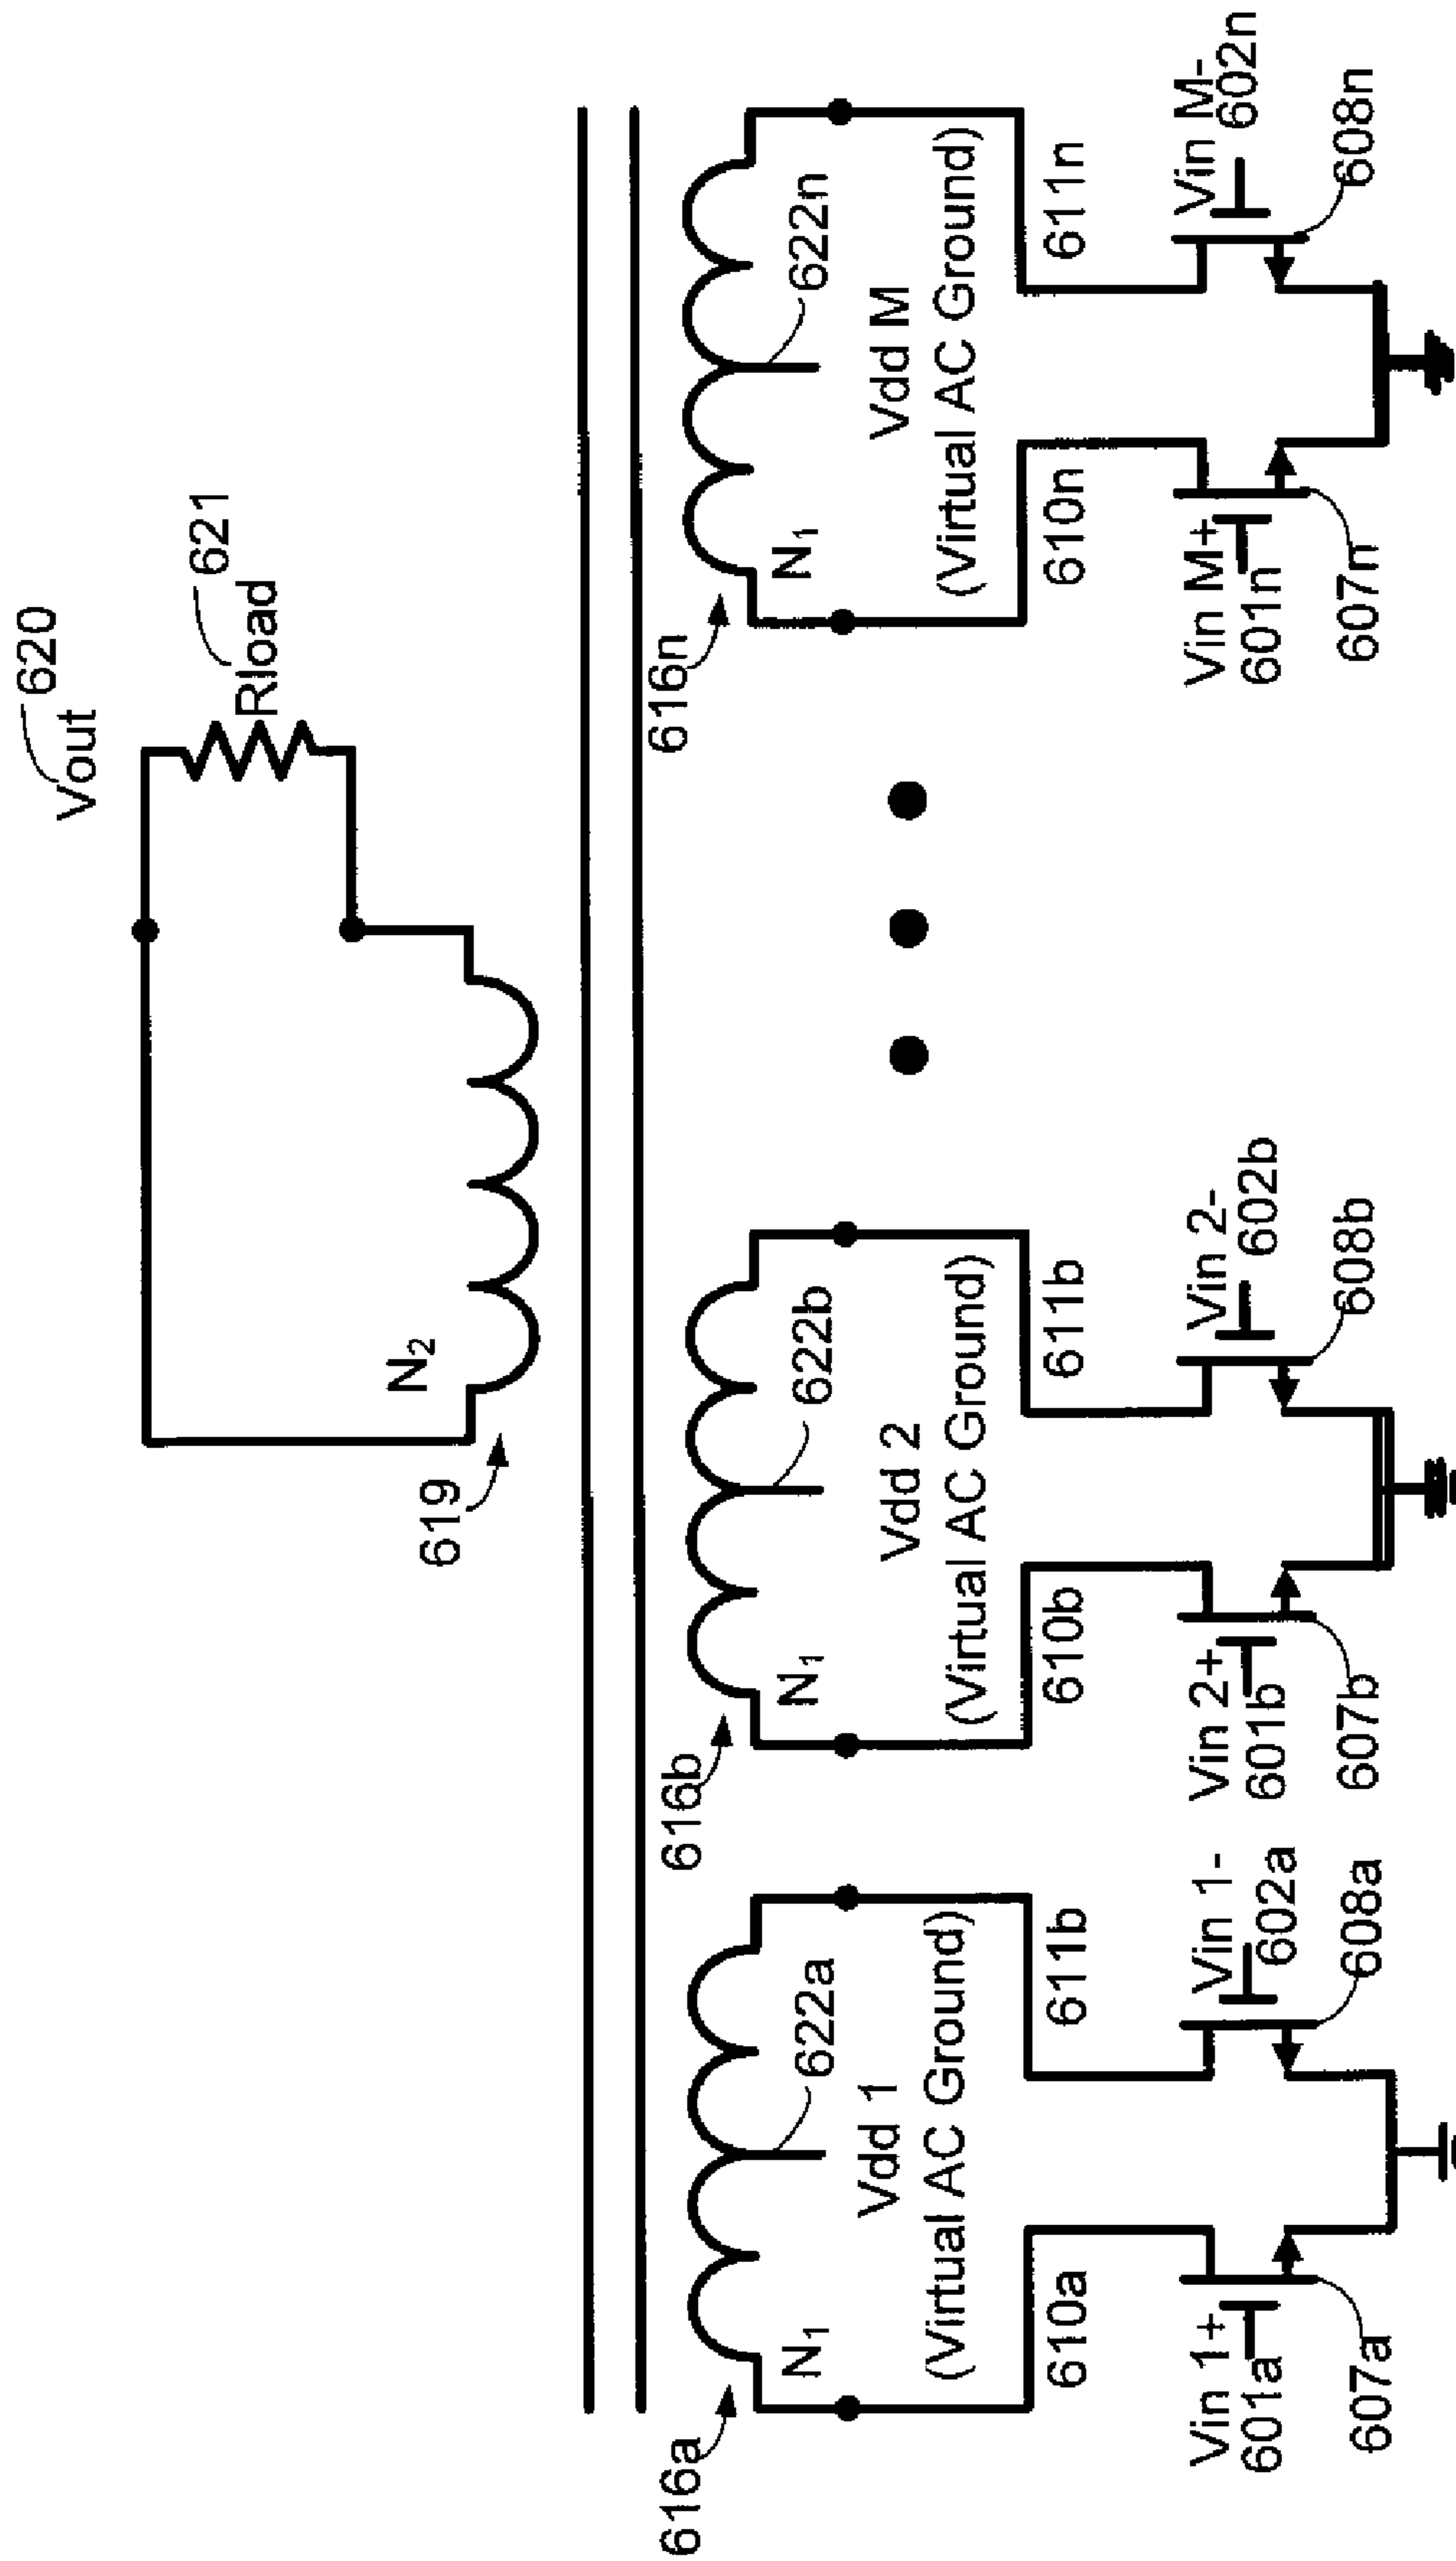 620
Vout
621
Rload
N₂
619
616a
N₁
622a
Vdd 1
(Virtual AC Ground)
610a
611b
Vin 1+
601a
607a
Vin 1-
602a
608a
616b
N₁
622b
Vdd 2
(Virtual AC Ground)
610b
611b
Vin 2+
601b
607b
Vin 2-
602b
608b
616n
N₁
622n
Vdd M
(Virtual AC Ground)
610n
611n
Vin M+
601n
607n
Vin M-
602n
608n